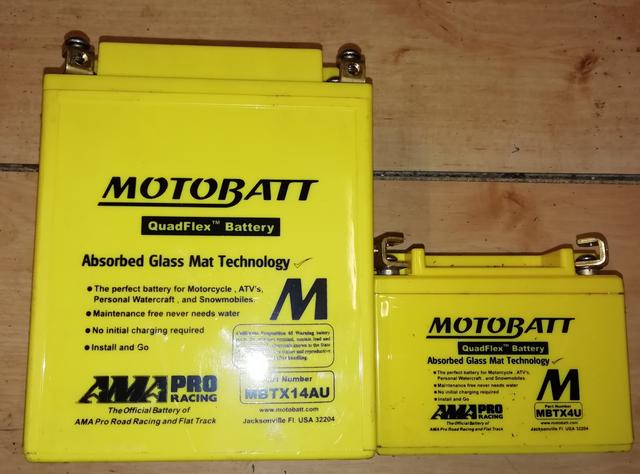 MOTOBATT
QuadFlex™ Battery
Absorbed Glass Mat Technology
The perfect battery for Motorcycle, ATV's,
Personal Watercraft, and Snowmobiles.
Maintenance free never needs water
No initial charging required
Install and Go
M
AMA PRO
RACING
The Official Battery of
AMA Pro Road Racing and Flat Track
Part Number
MBTX14AU
www.motobatt.com
Jacksonville Fl. USA 32204
MOTOBATT
QuadFlex™ Battery
Absorbed Glass Mat Technology
The perfect battery for Motorcycle, ATV's,
Personal Watercraft, and Snowmobiles.
Maintenance free never needs water
No initial charging required
Install and Go
M
AMA PRO
RACING
The Official Battery of
AMA Pro Road Racing and Flat Track
Part Number
MBTX4U
www.motobatt.com
Jacksonville Fl. USA 32204